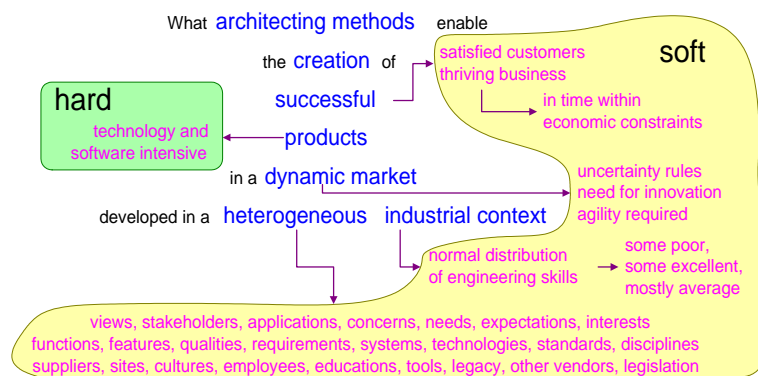 What architecting methods enable
the creation of
successful
products
in a dynamic market
developed in a heterogeneous industrial context
hard
technology and
software intensive
soft
satisfied customers
thriving business
in time within
economic constraints
uncertainty rules
need for innovation
agility required
normal distribution
of engineering skills
some poor,
some excellent,
mostly average
views, stakeholders, applications, concerns, needs, expectations, interests
functions, features, qualities, requirements, systems, technologies, standards, disciplines
suppliers, sites, cultures, employees, educations, tools, legacy, other vendors, legislation